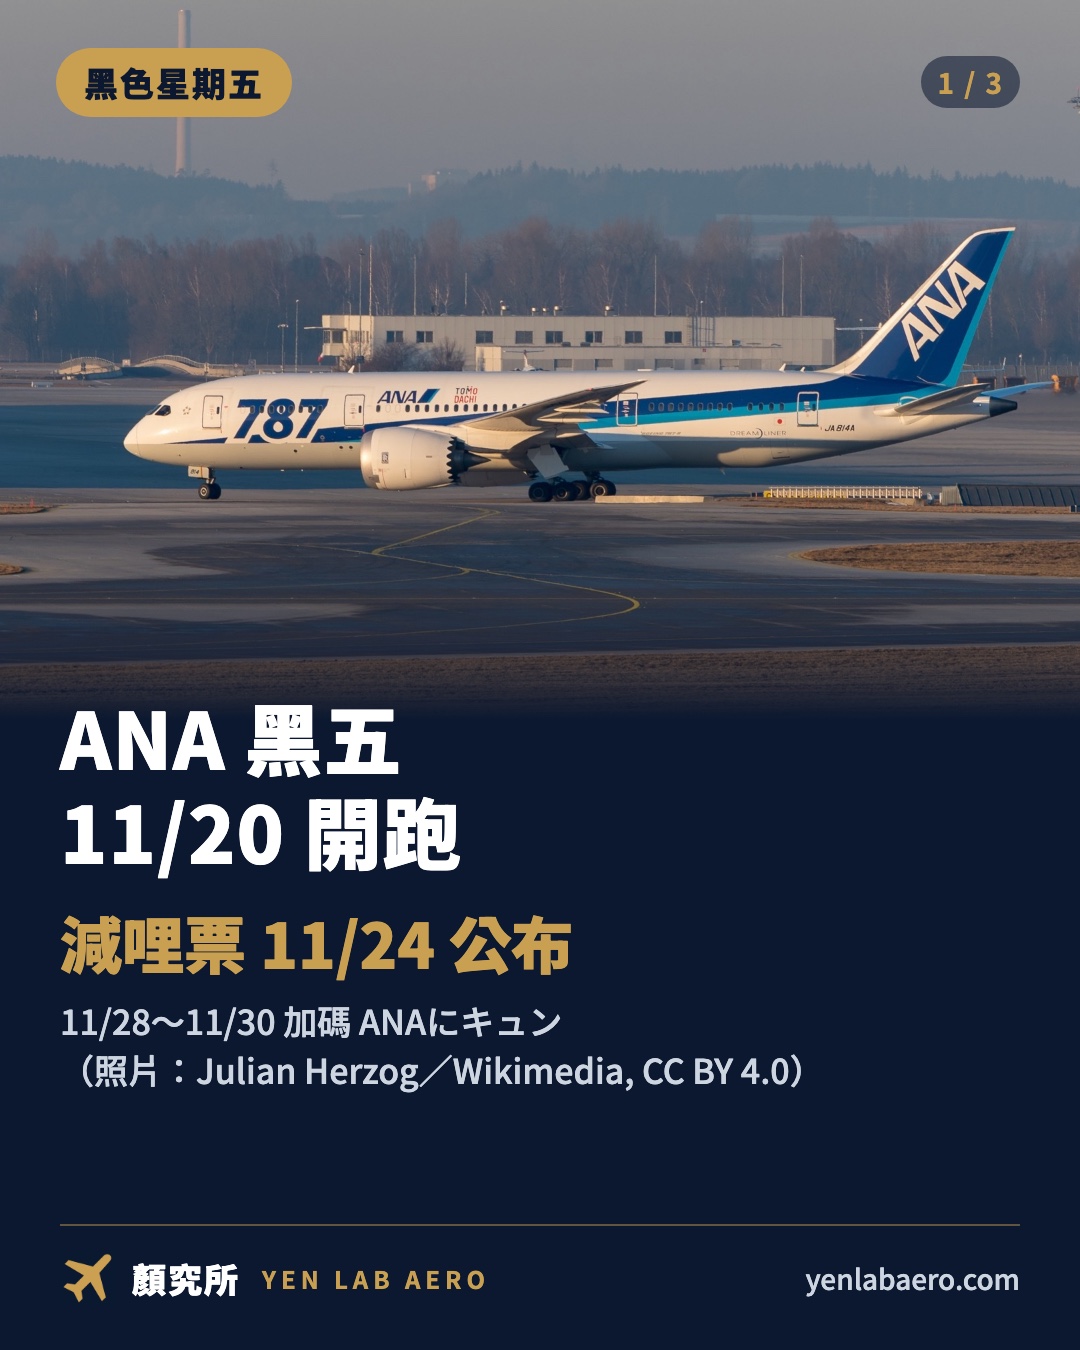 黑色星期五
1 / 3
ANA
787
ANA
TOMO
DACHI
DREAMLINER
JA814A
814
ANA 黑五
11/20 開跑
減哩票 11/24 公布
11/28～11/30 加碼 ANAにキュン
（照片：Julian Herzog／Wikimedia, CC BY 4.0）
顏究所 YEN LAB AERO
yenlabaero.com